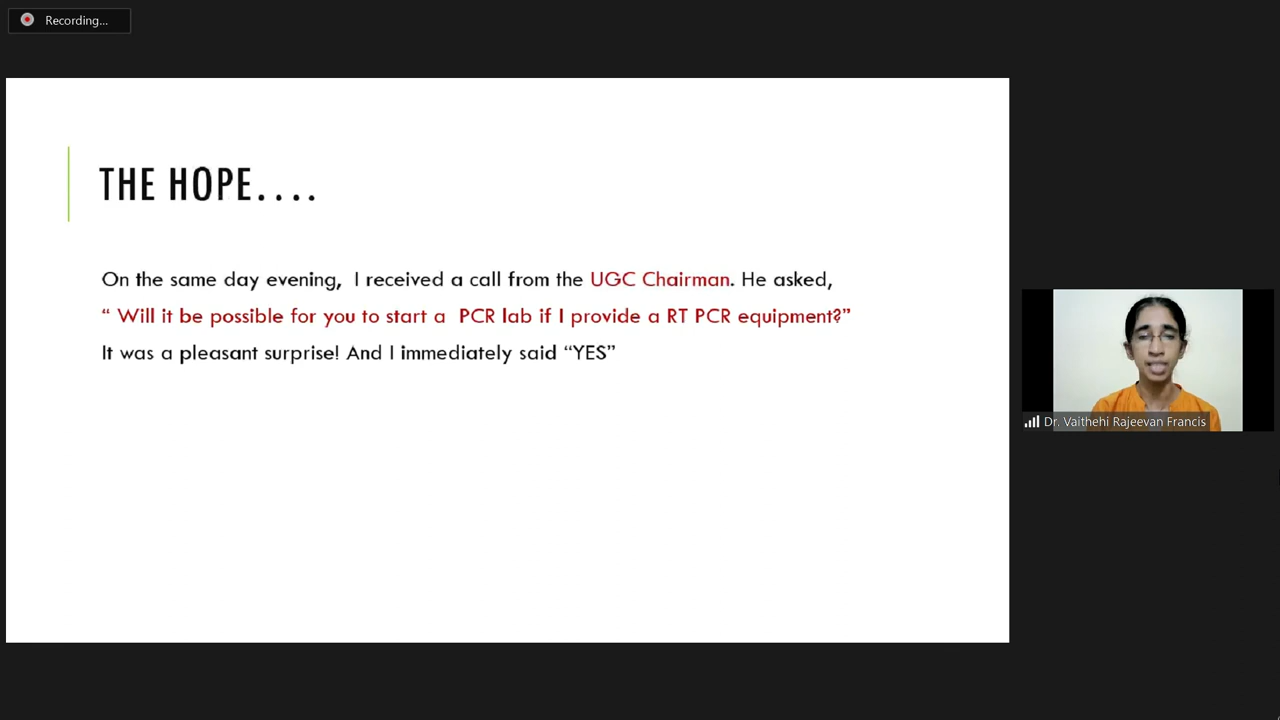 Recording...
THE HOPE....
On the same day evening, I received a call from the UGC Chairman. He asked,
“ Will it be possible for you to start a PCR lab if I provide a RT PCR equipment?”
It was a pleasant surprise! And I immediately said “YES”
Dr. Vaithehi Rajeevan Francis